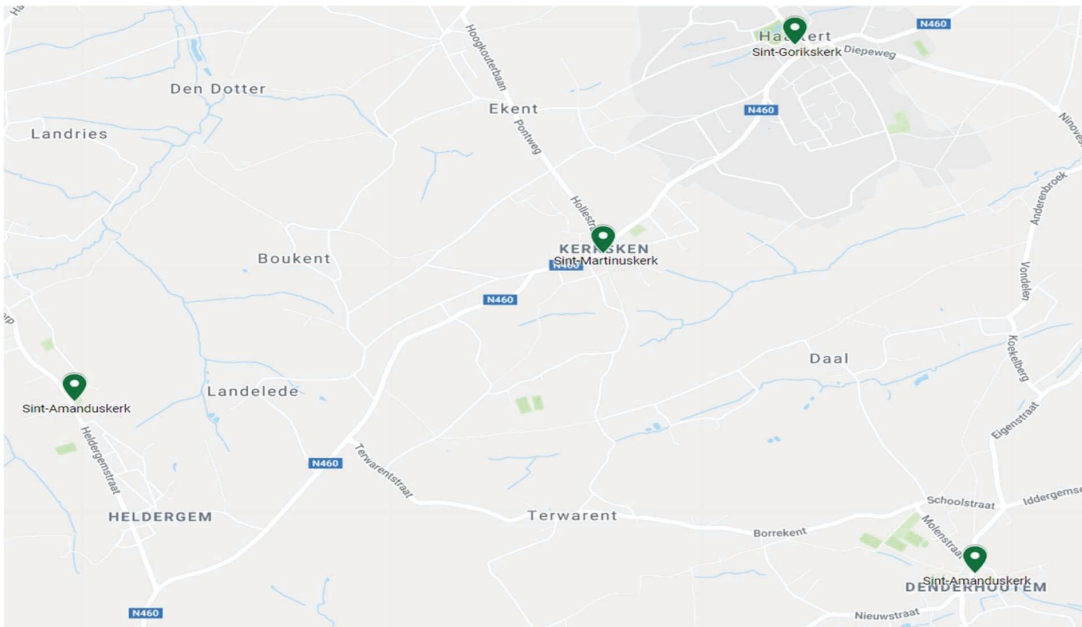 N460
Haaltert
Sint-Gorikskerk
Diepeweg
Hoogkouterbaan
Den Dotter
Ekent
N460
Landries
Pontweg
Anderenbroek
KERKSKEN
Sint-Martinuskerk
N460
Boukent
Vondelen
N460
Daal
Koekelberg
Landelede
Sint-Amanduskerk
Eigenstraat
Heldergemstraat
N460
Terwarentstraat
Schoolstraat
HELDERGEM
Terwarent
Molenstraat
Borrekent
Sint-Amanduskerk
DENDERHOUTEM
N460
Nieuwstraat